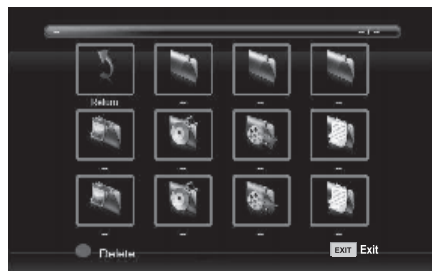 – –/–
Return – – –
– – – –
– – – –
Delete EXIT Exit